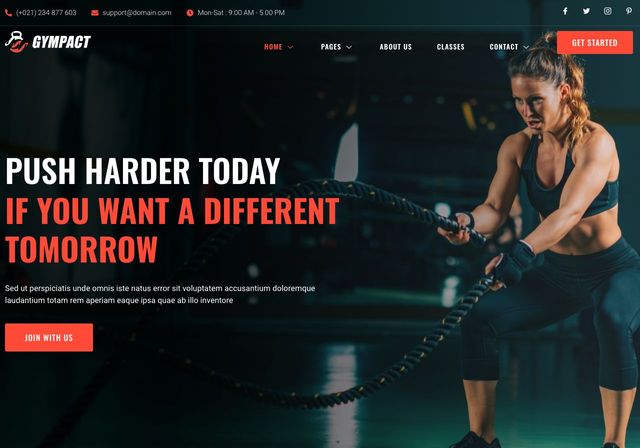 (+021) 234 877 603 support@domain.com Mon-Sat : 9.00 AM - 5.00 PM
GYMPACT HOME PAGES ABOUT US CLASSES CONTACT GET STARTED
PUSH HARDER TODAY
IF YOU WANT A DIFFERENT
TOMORROW
Sed ut perspiciatis unde omnis iste natus error sit voluptatem accusantium doloremque
laudantium totam rem aperiam eaque ipsa quae ab illo inventore
JOIN WITH US